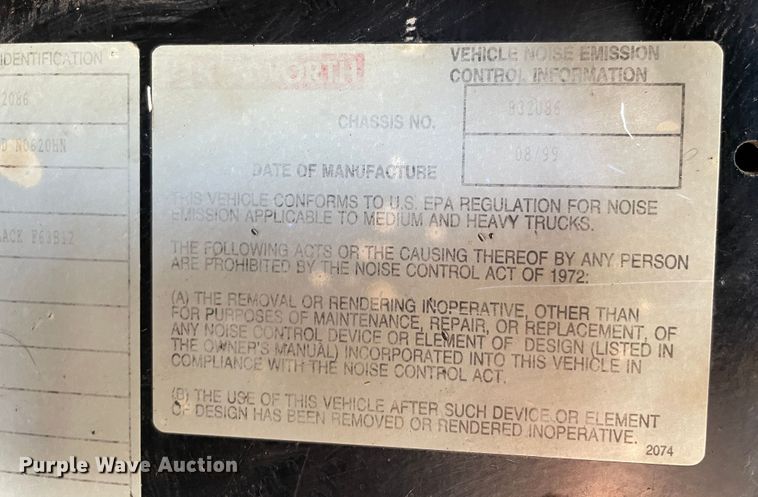 IDENTIFICATION
2086
NO620HN
KENWORTH
VEHICLE NOISE EMISSION
CONTROL INFORMATION
CHASSIS NO.
832086
DATE OF MANUFACTURE
08/99
THIS VEHICLE CONFORMS TO U.S. EPA REGULATION FOR NOISE
EMISSION APPLICABLE TO MEDIUM AND HEAVY TRUCKS.
THE FOLLOWING ACTS OR THE CAUSING THEREOF BY ANY PERSON
ARE PROHIBITED BY THE NOISE CONTROL ACT OF 1972:
(A) THE REMOVAL OR RENDERING INOPERATIVE, OTHER THAN
FOR PURPOSES OF MAINTENANCE, REPAIR, OR REPLACEMENT, OF
ANY NOISE CONTROL DEVICE OR ELEMENT OF DESIGN (LISTED IN
THE OWNER'S MANUAL) INCORPORATED INTO THIS VEHICLE IN
COMPLIANCE WITH THE NOISE CONTROL ACT.
(B) THE USE OF THIS VEHICLE AFTER SUCH DEVICE OR ELEMENT
OF DESIGN HAS BEEN REMOVED OR RENDERED INOPERATIVE.
2074
Purple Wave Auction